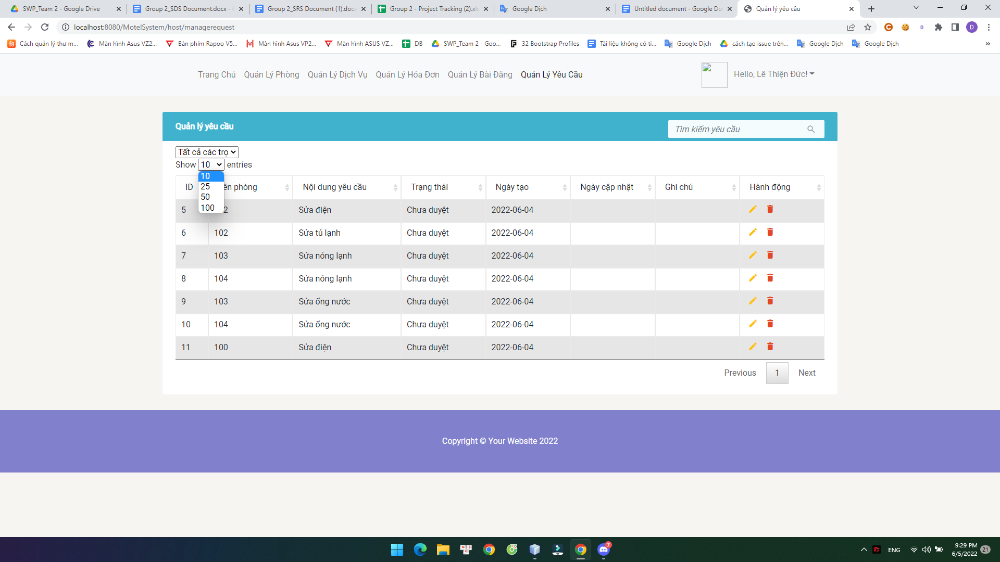 SWP_Team 2 - Google Drive
Group 2_SDS Document.docx -
Group 2_SRS Document (1).docx
Group 2 - Project Tracking (2).xls
Google Dịch
Untitled document - Google Do
Quản lý yêu cầu
localhost:8080/MotelSystem/host/managerequest
B
D
f8
Cách quản lý thư m...
Màn hình Asus VZ2...
Bàn phím Rapoo V5...
Màn hình Asus VP2...
Màn hình ASUS VZ...
DB
SWP_Team 2 - Goo...
32 Bootstrap Profiles
Tài liệu không có ti...
Google Dịch
cách tạo issue trên...
Google Dịch
Google Dịch
»
Trang Chủ
Quản Lý Phòng
Quản Lý Dịch Vụ
Quản Lý Hóa Đơn
Quản Lý Bài Đăng
Quản Lý Yêu Cầu
Hello, Lê Thiện Đức!
Quản lý yêu cầu
Tìm kiếm yêu cầu
Tất cả các trọ
Show 10 entries
10
25
50
100
ID ên phòng Nội dung yêu cầu Trạng thái Ngày tạo Ngày cập nhật Ghi chú Hành động
5 2 Sửa điện Chưa duyệt 2022-06-04
6 102 Sửa tủ lạnh Chưa duyệt 2022-06-04
7 103 Sửa nóng lạnh Chưa duyệt 2022-06-04
8 104 Sửa nóng lạnh Chưa duyệt 2022-06-04
9 103 Sửa ống nước Chưa duyệt 2022-06-04
10 104 Sửa ống nước Chưa duyệt 2022-06-04
11 100 Sửa điện Chưa duyệt 2022-06-04
Previous 1 Next
Copyright © Your Website 2022
7
ENG
9:29 PM
6/5/2022
21